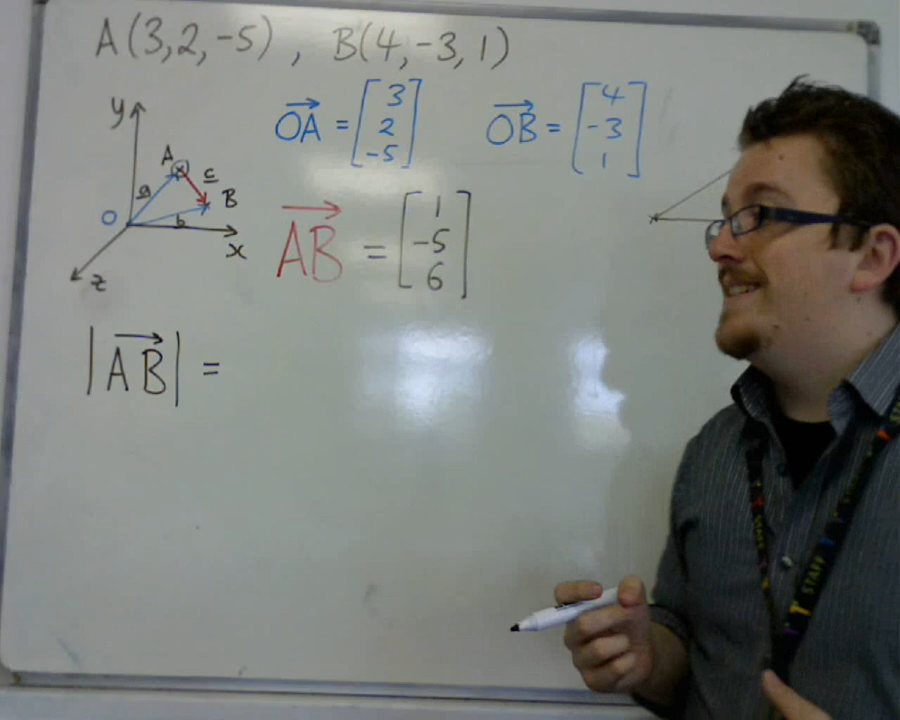 A(3,2,-5) , B(4,-3,1)
OA = [3 2 -5]
OB = [4 -3 1]
y
A
c
a
B
O
b
x
z
AB = [1 -5 6]
|AB| =
STAFF